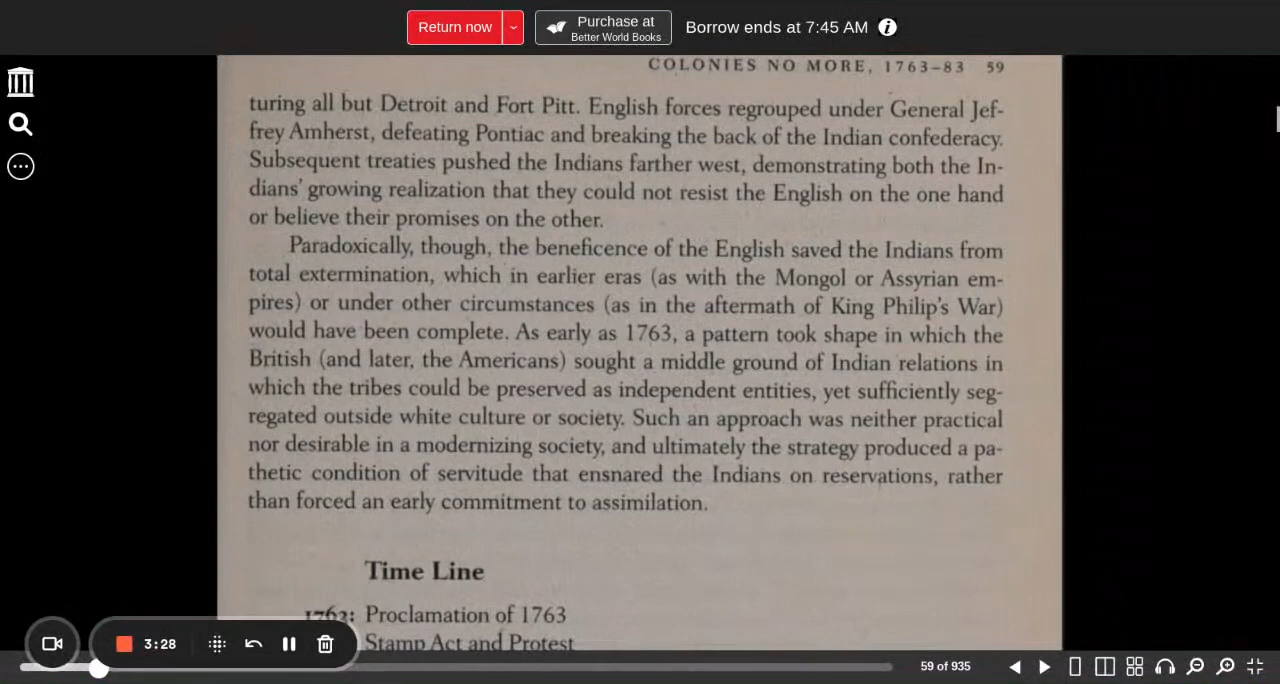 Return now
Purchase at
Better World Books
Borrow ends at 7:45 AM
COLONIES NO MORE, 1763–83 59
turing all but Detroit and Fort Pitt. English forces regrouped under General Jef-
frey Amherst, defeating Pontiac and breaking the back of the Indian confederacy.
Subsequent treaties pushed the Indians farther west, demonstrating both the In-
dians' growing realization that they could not resist the English on the one hand
or believe their promises on the other.
Paradoxically, though, the beneficence of the English saved the Indians from
total extermination, which in earlier eras (as with the Mongol or Assyrian em-
pires) or under other circumstances (as in the aftermath of King Philip's War)
would have been complete. As early as 1763, a pattern took shape in which the
British (and later, the Americans) sought a middle ground of Indian relations in
which the tribes could be preserved as independent entities, yet sufficiently seg-
regated outside white culture or society. Such an approach was neither practical
nor desirable in a modernizing society, and ultimately the strategy produced a pa-
thetic condition of servitude that ensnared the Indians on reservations, rather
than forced an early commitment to assimilation.
Time Line
1763: Proclamation of 1763
Stamp Act and Protest
3:28
59 of 935